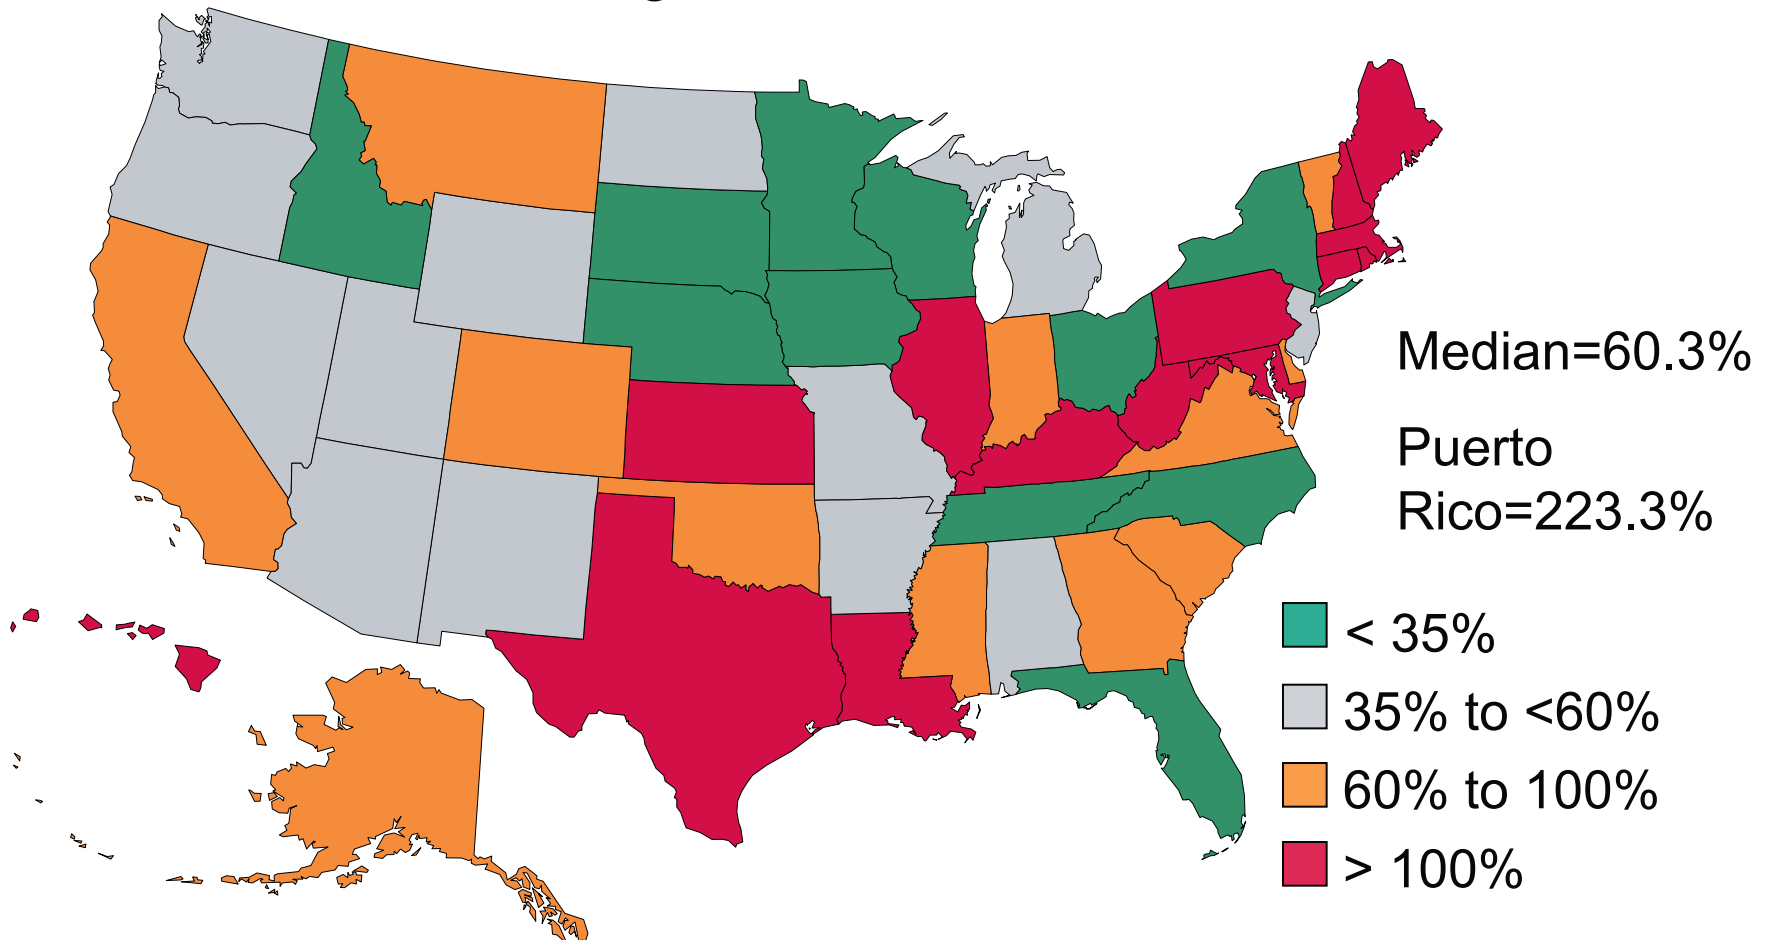 Median=60.3%
Puerto
Rico=223.3%
< 35%
35% to <60%
60% to 100%
> 100%